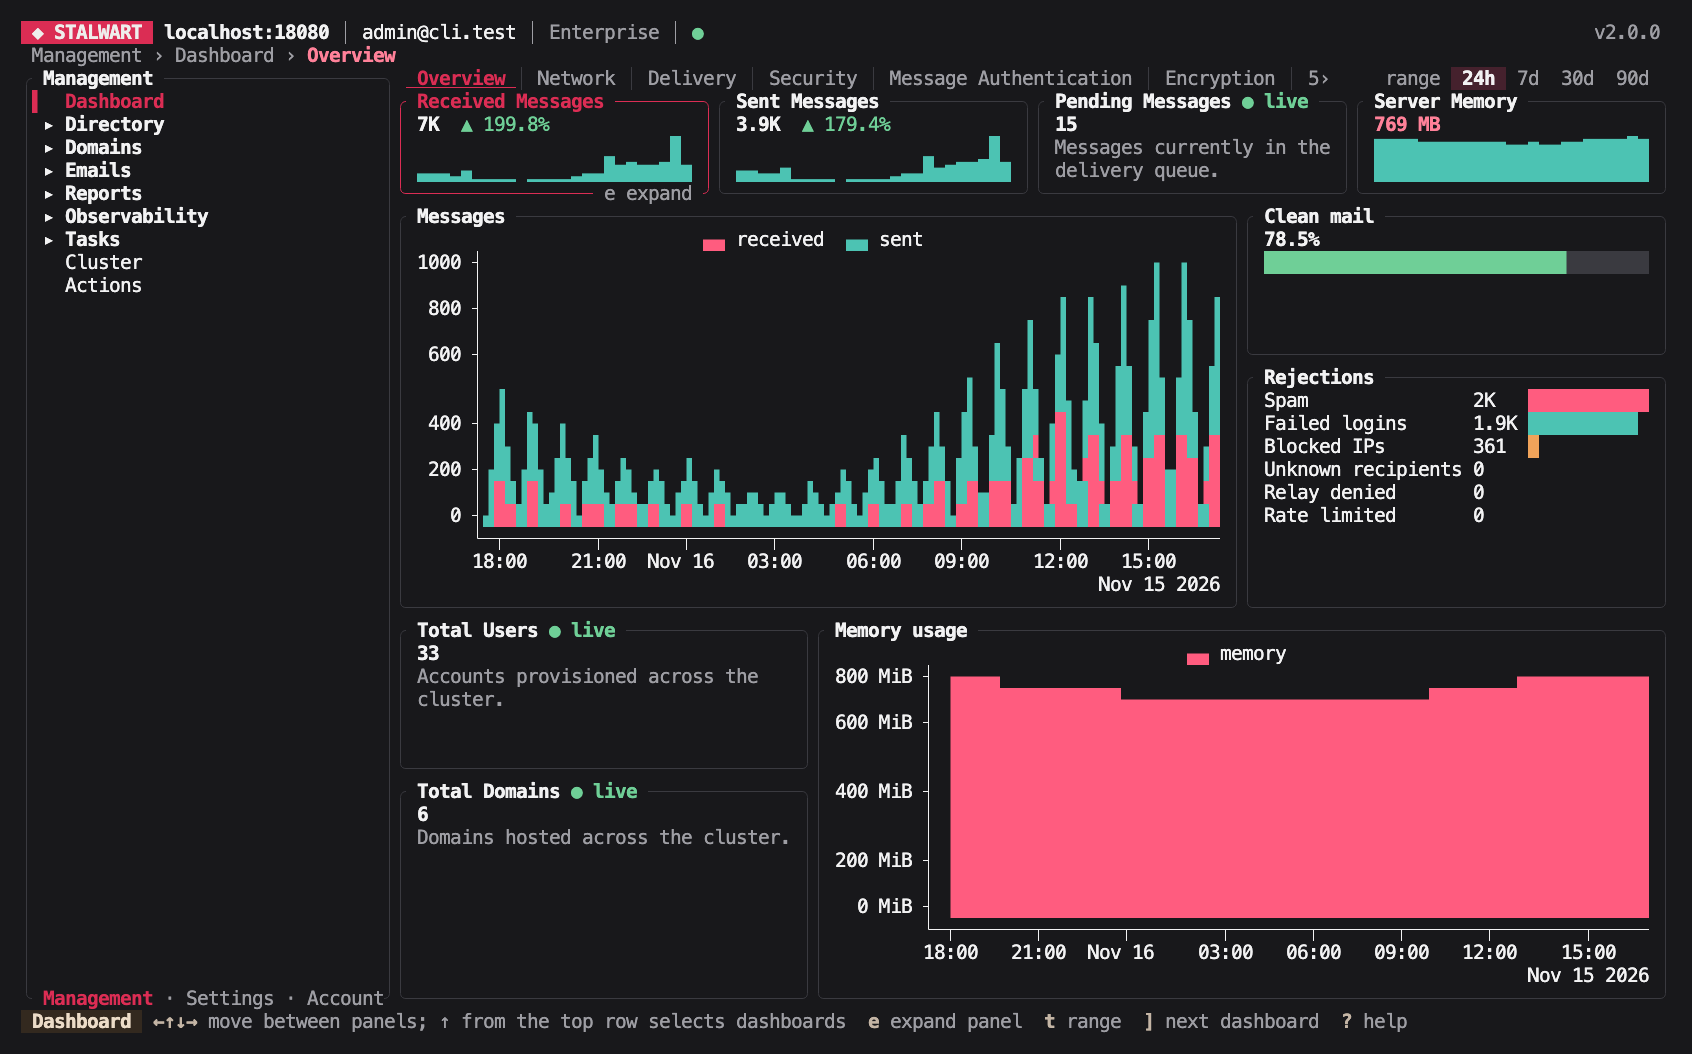 ◆ STALWART localhost:18080 │ admin@cli.test │ Enterprise │ ● v2.0.0
Management › Dashboard › Overview
Management
Dashboard
▸ Directory
▸ Domains
▸ Emails
▸ Reports
▸ Observability
▸ Tasks
Cluster
Actions
Management · Settings · Account
Overview │ Network │ Delivery │ Security │ Message Authentication │ Encryption │ 5› range 24h 7d 30d 90d
Received Messages
7K ▲ 199.8%
e expand
Sent Messages
3.9K ▲ 179.4%
Pending Messages ● live
15
Messages currently in the
delivery queue.
Server Memory
769 MB
Messages
received sent
1000
800
600
400
200
0
18:00 21:00 Nov 16 03:00 06:00 09:00 12:00 15:00
Nov 15 2026
Clean mail
78.5%
Rejections
Spam 2K
Failed logins 1.9K
Blocked IPs 361
Unknown recipients 0
Relay denied 0
Rate limited 0
Total Users ● live
33
Accounts provisioned across the
cluster.
Total Domains ● live
6
Domains hosted across the cluster.
Memory usage
memory
800 MiB
600 MiB
400 MiB
200 MiB
0 MiB
18:00 21:00 Nov 16 03:00 06:00 09:00 12:00 15:00
Nov 15 2026
Dashboard ←↑↓→ move between panels; ↑ from the top row selects dashboards e expand panel t range ] next dashboard ? help